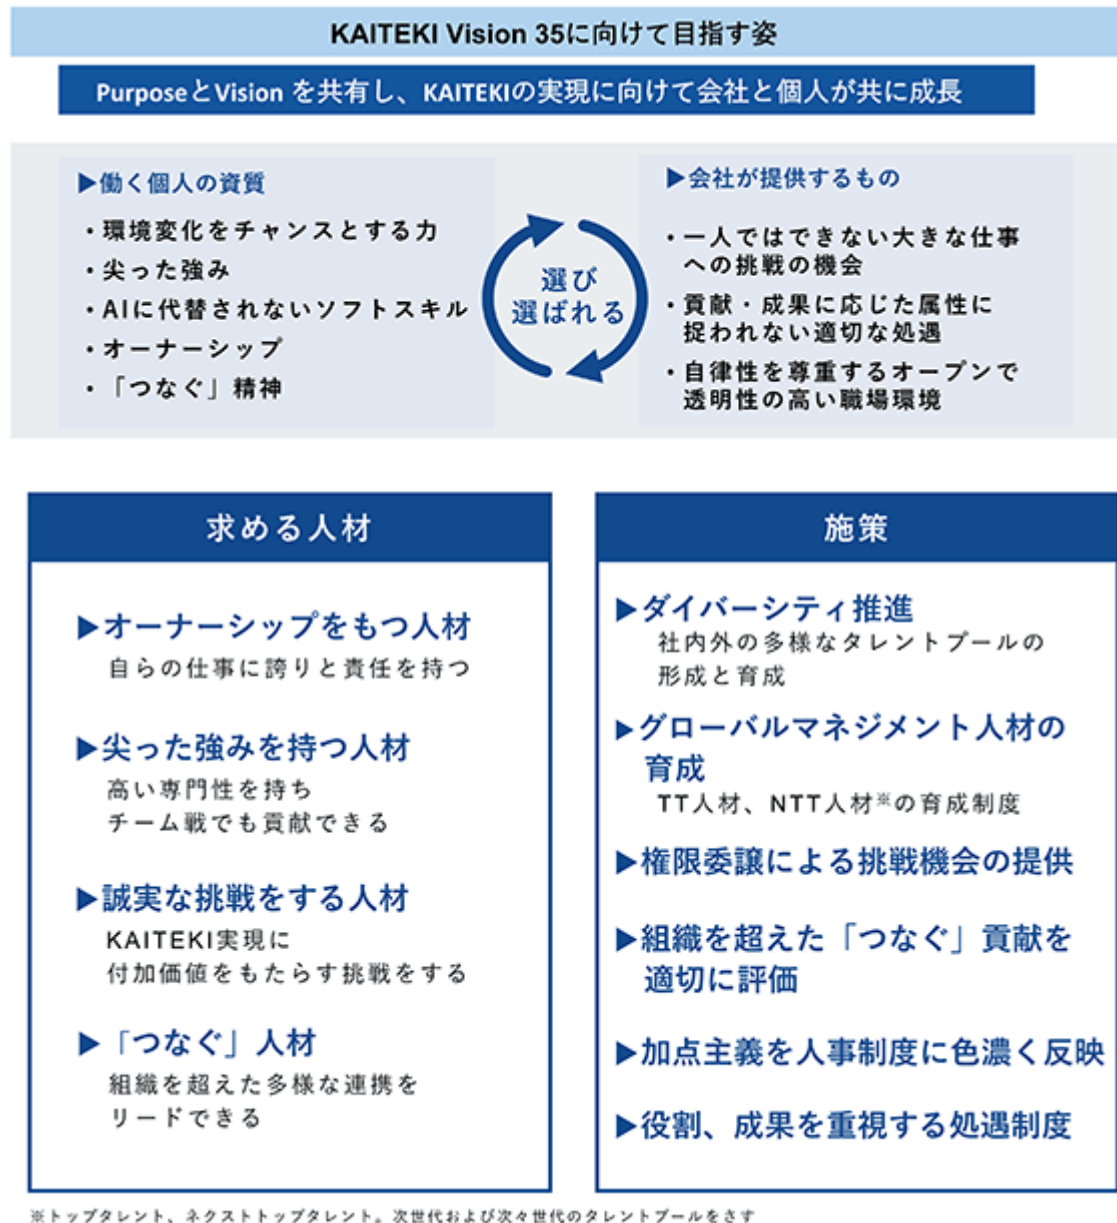 KAITEKI Vision 35に向けて目指す姿
PurposeとVision を共有し、KAITEKIの実現に向けて会社と個人が共に成長
▶働く個人の資質
・環境変化をチャンスとする力
・尖った強み
・AIに代替されないソフトスキル
・オーナーシップ
・「つなぐ」精神
選び
選ばれる
▶会社が提供するもの
・一人ではできない大きな仕事
への挑戦の機会
・貢献・成果に応じた属性に
捉われない適切な処遇
・自律性を尊重するオープンで
透明性の高い職場環境
求める人材
▶オーナーシップをもつ人材
自らの仕事に誇りと責任を持つ
▶尖った強みを持つ人材
高い専門性を持ち
チーム戦でも貢献できる
▶誠実な挑戦をする人材
KAITEKI実現に
付加価値をもたらす挑戦をする
▶「つなぐ」人材
組織を超えた多様な連携を
リードできる
施策
▶ダイバーシティ推進
社内外の多様なタレントプールの
形成と育成
▶グローバルマネジメント人材の
育成
TT人材、NTT人材※の育成制度
▶権限委譲による挑戦機会の提供
▶組織を超えた「つなぐ」貢献を
適切に評価
▶加点主義を人事制度に色濃く反映
▶役割、成果を重視する処遇制度
※トップタレント、ネクストトップタレント。次世代および次々世代のタレントプールをさす